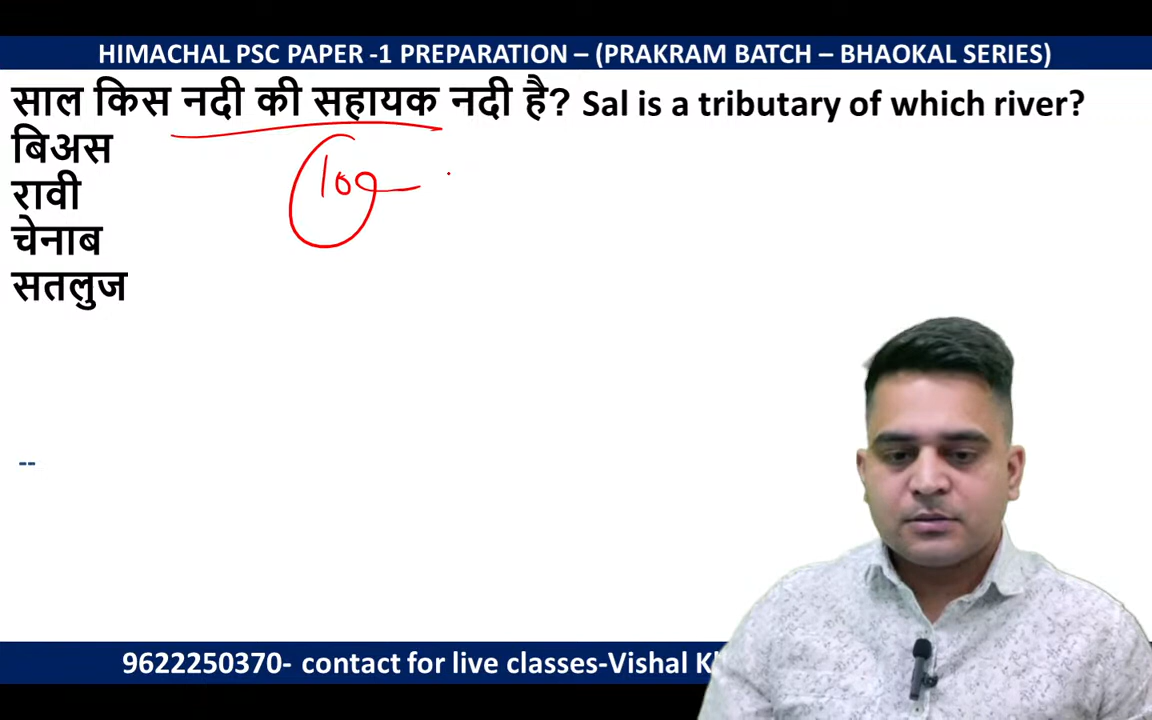 HIMACHAL PSC PAPER -1 PREPARATION – (PRAKRAM BATCH – BHAOKAL SERIES)
साल किस नदी की सहायक नदी है? Sal is a tributary of which river?
बिअस
रावी
चेनाब
सतलुज
--
9622250370- contact for live classes-Vishal